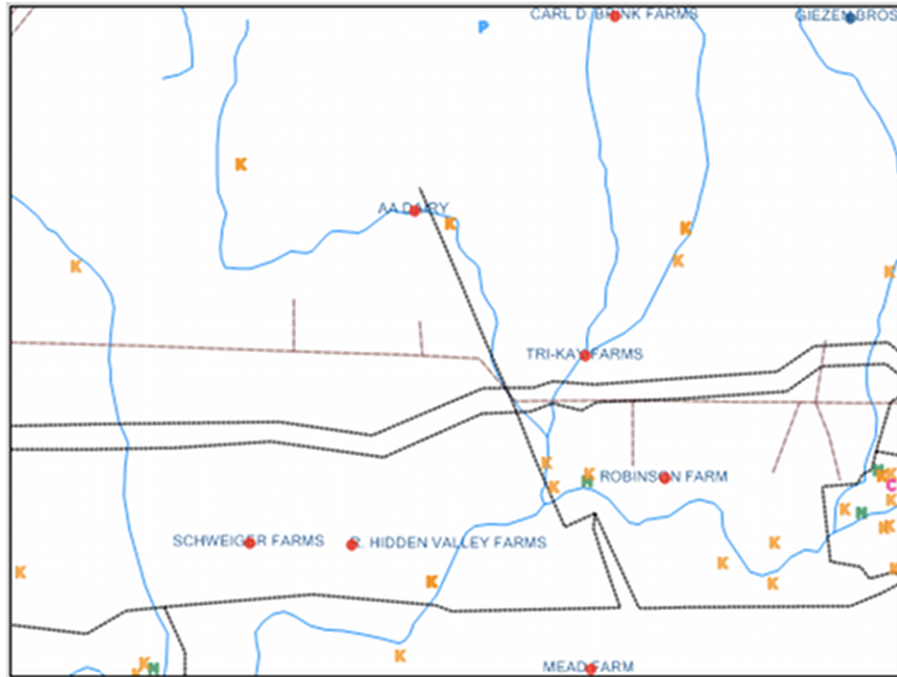 CARL D. BRINK FARMS
GIEZEN BROS
P
K
AA DAIRY
K
K
K
K
K
TRI-KAY FARMS
K
K
K
N
ROBINSON FARM
N
K
K
C
K
K
N
K
K
SCHWEIGER FARMS
R. HIDDEN VALLEY FARMS
K
K
K
K
K
K
K
K
K
N
K
MEAD FARM